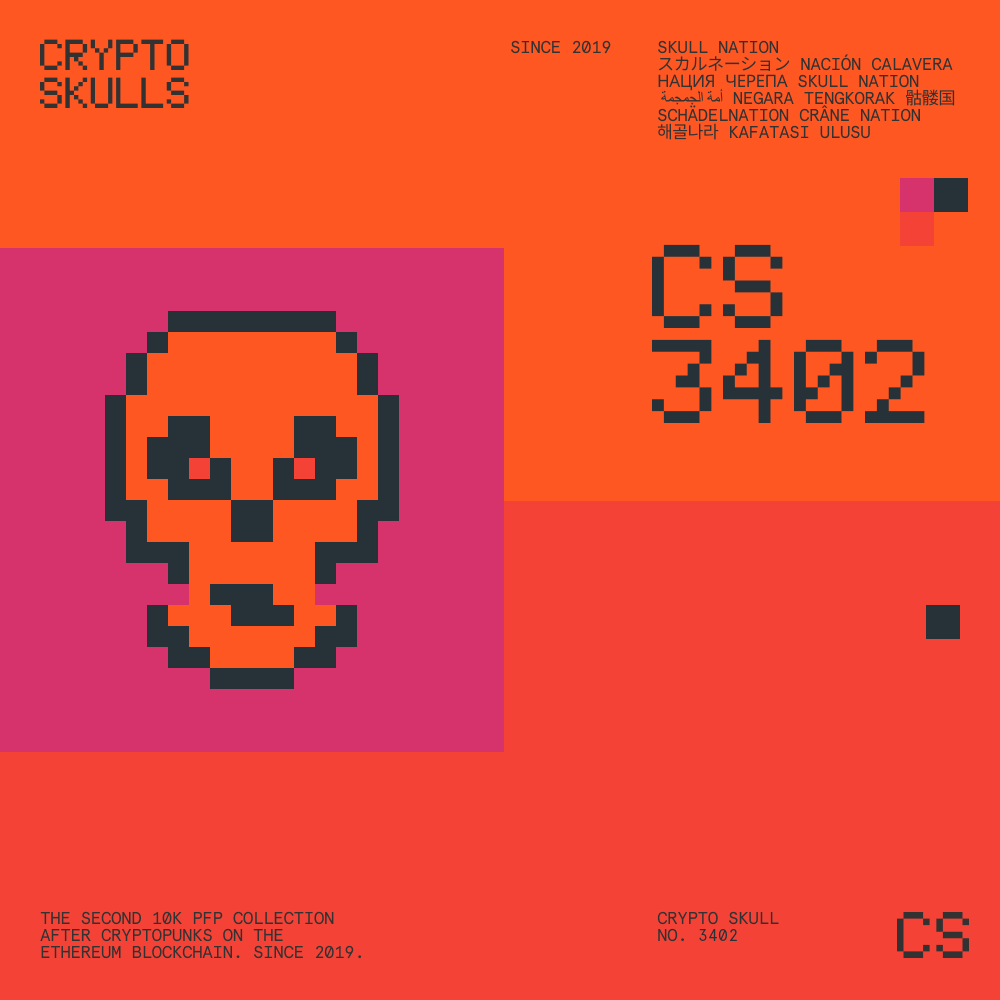 CRYPTO
SKULLS
SINCE 2019
SKULL NATION
スカルネーション NACIÓN CALAVERA
НАЦИЯ ЧЕРЕПА SKULL NATION
أمة الجمجمة NEGARA TENGKORAK 骷髅国
SCHÄDELNATION CRÂNE NATION
해골나라 KAFATASI ULUSU
CS
3402
THE SECOND 10K PFP COLLECTION
AFTER CRYPTOPUNKS ON THE
ETHEREUM BLOCKCHAIN. SINCE 2019.
CRYPTO SKULL
NO. 3402
CS